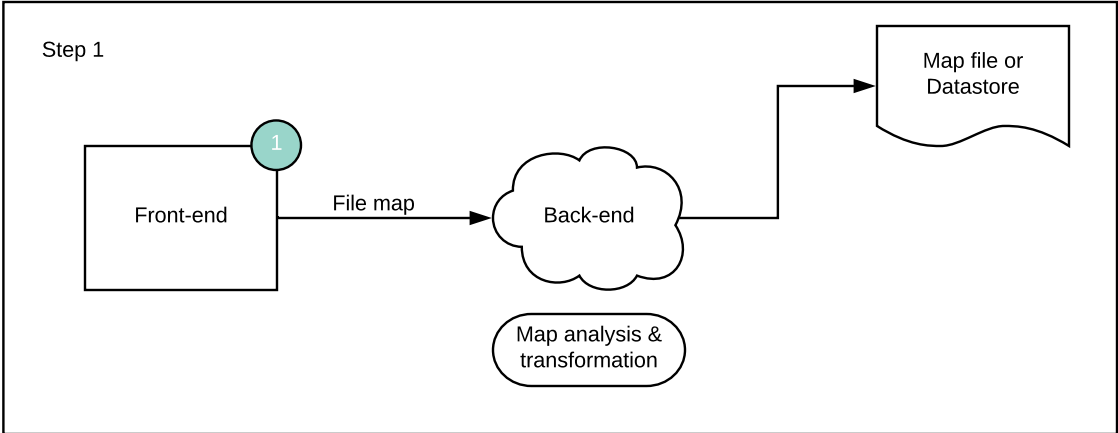 Step 1
Map file or
Datastore
1
Front-end
File map
Back-end
Map analysis &
transformation